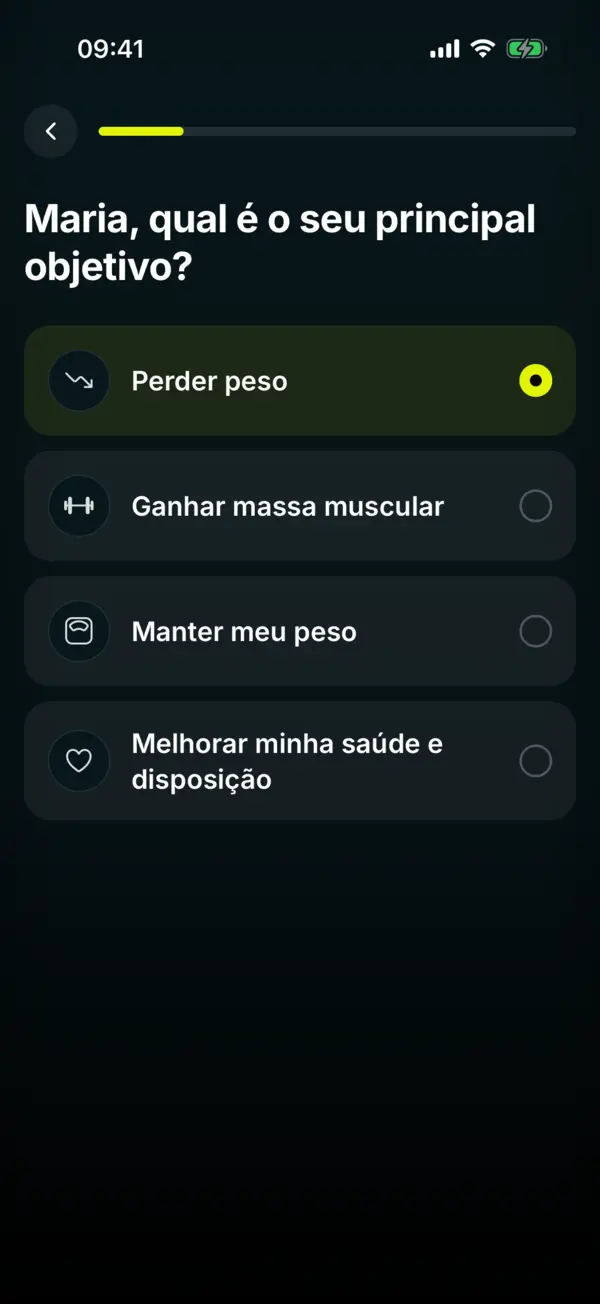 09:41
Maria, qual é o seu principal
objetivo?
Perder peso
Ganhar massa muscular
Manter meu peso
Melhorar minha saúde e
disposição